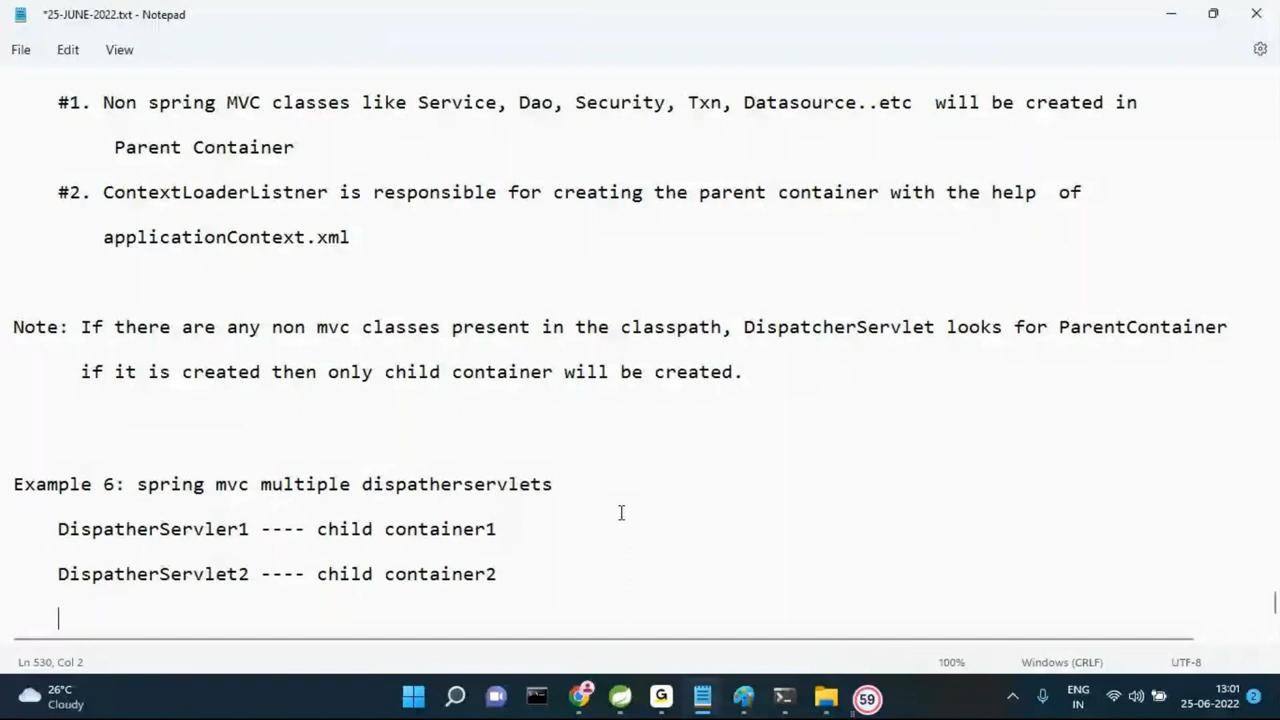 *25-JUNE-2022.txt - Notepad
File Edit View
#1. Non spring MVC classes like Service, Dao, Security, Txn, Datasource..etc will be created in
Parent Container
#2. ContextLoaderListner is responsible for creating the parent container with the help of
applicationContext.xml
Note: If there are any non mvc classes present in the classpath, DispatcherServlet looks for ParentContainer
if it is created then only child container will be created.
Example 6: spring mvc multiple dispatherservlets
DispatherServler1 ---- child container1
DispatherServlet2 ---- child container2
Ln 530, Col 2 100% Windows (CRLF) UTF-8
26°C
Cloudy
G
59
ENG
IN
13:01
25-06-2022
2